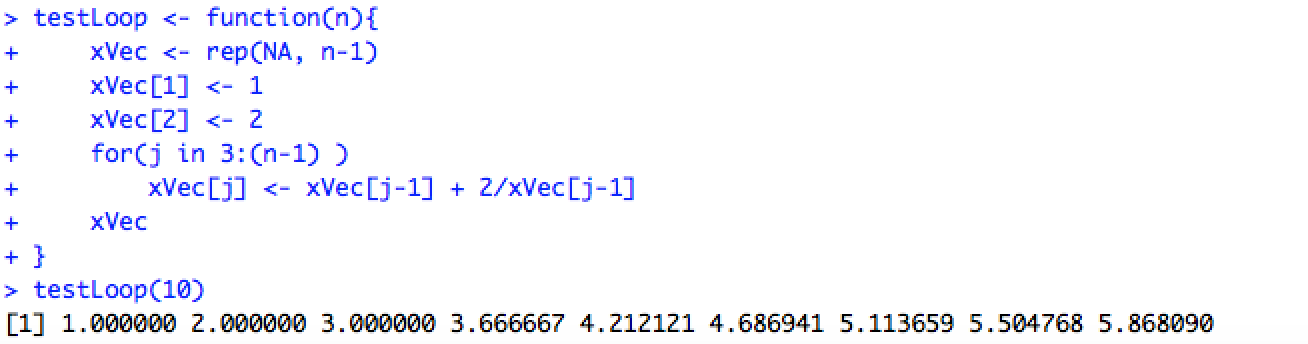 > testLoop <- function(n){
+     xVec <- rep(NA, n-1)
+     xVec[1] <- 1
+     xVec[2] <- 2
+     for(j in 3:(n-1) )
+         xVec[j] <- xVec[j-1] + 2/xVec[j-1]
+     xVec
+ }
> testLoop(10)
[1] 1.000000 2.000000 3.000000 3.666667 4.212121 4.686941 5.113659 5.504768 5.868090